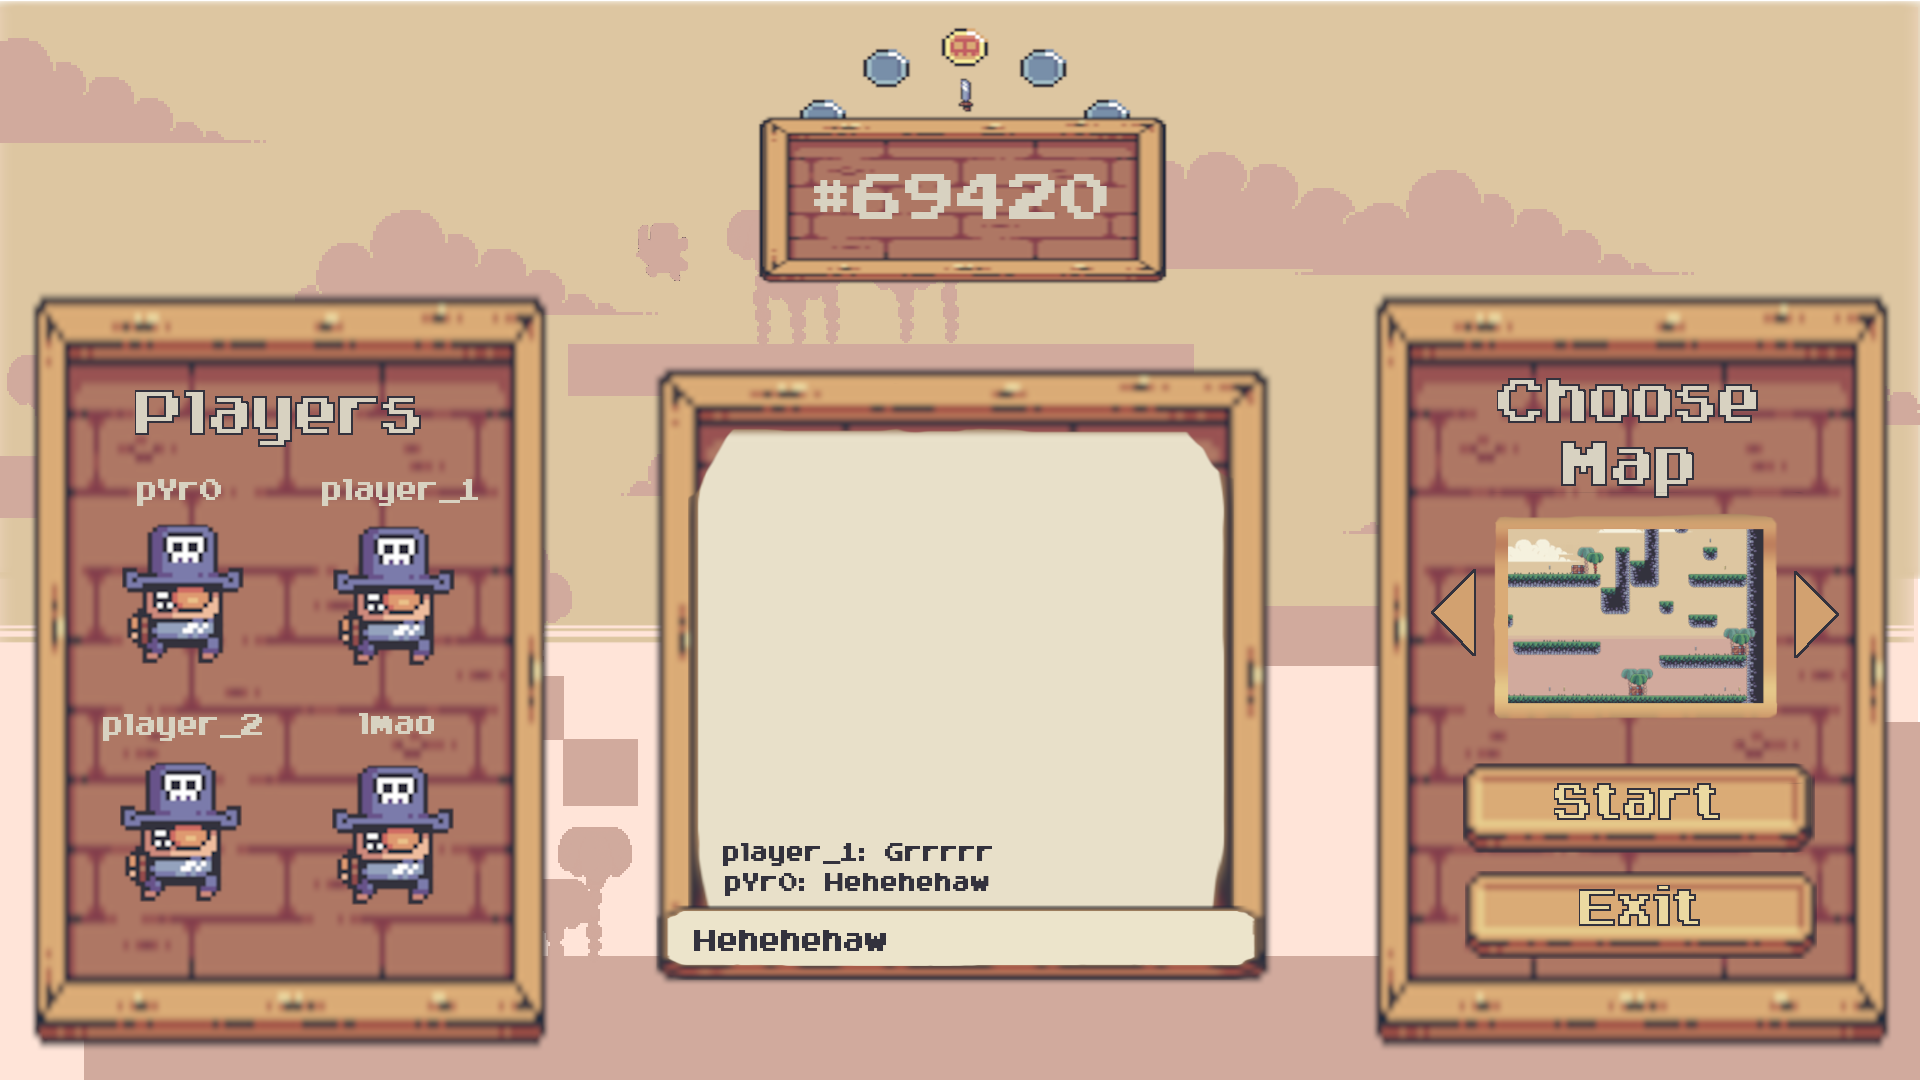 #69420
Players
pYrO player_1
player_2 lmao
player_1: Grrrrr
pYrO: Hehehehaw
Hehehehaw
Choose
Map
Start
Exit